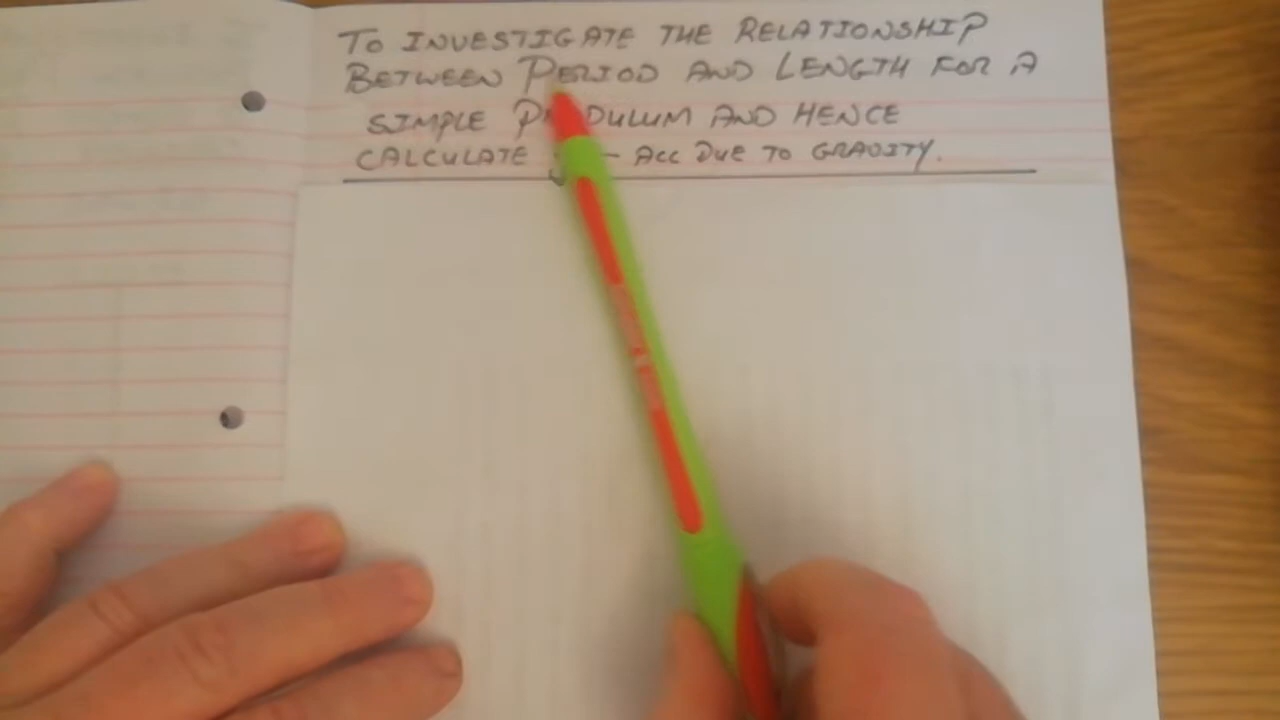 TO INVESTIGATE THE RELATIONSHIP
BETWEEN PERIOD AND LENGTH FOR A
SIMPLE PENDULUM AND HENCE
CALCULATE g - ACC DUE TO GRAVITY.